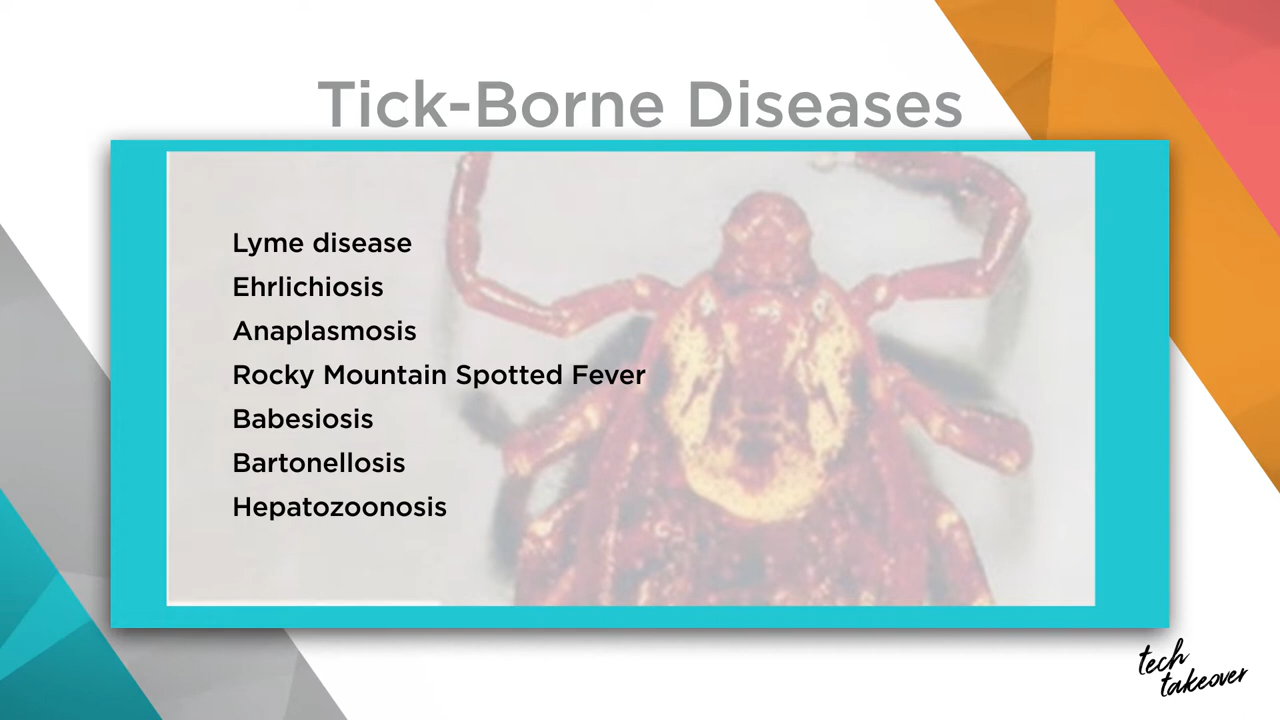 Tick-Borne Diseases
Lyme disease
Ehrlichiosis
Anaplasmosis
Rocky Mountain Spotted Fever
Babesiosis
Bartonellosis
Hepatozoonosis
tech
takeover